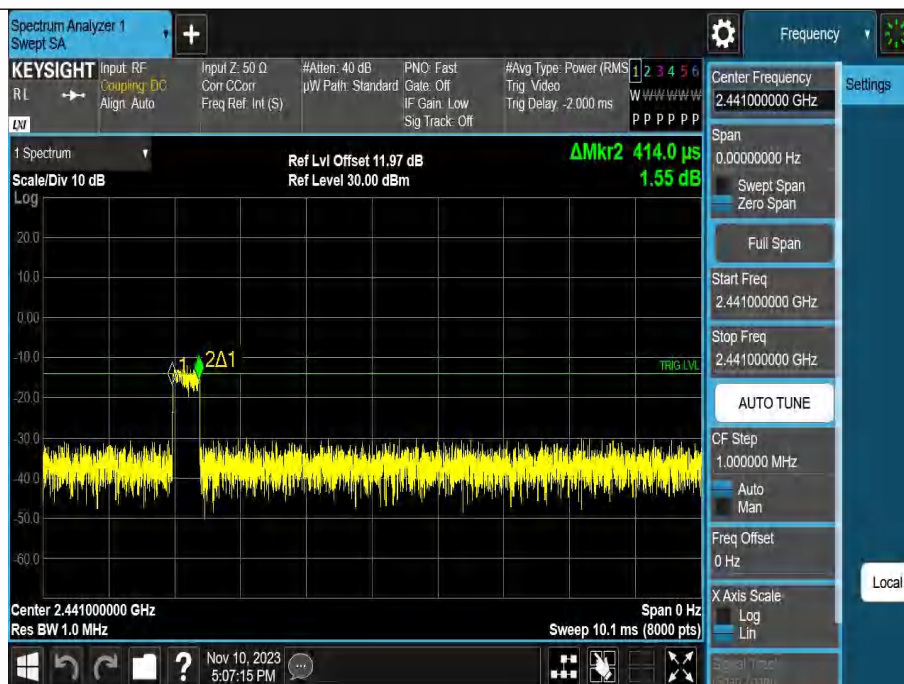 Spectrum Analyzer 1
Swept SA
+
Frequency
KEYSIGHT
RL
LXI
Input: RF
Coupling: DC
Align: Auto
Input Z: 50 Ω
Corr CCorr
Freq Ref: Int (S)
#Atten: 40 dB
µW Path: Standard
PNO: Fast
Gate: Off
IF Gain: Low
Sig Track: Off
#Avg Type: Power (RMS
Trig: Video
Trig Delay: -2.000 ms
1 2 3 4 5 6
W W W W W W
P P P P P P
1 Spectrum
Scale/Div 10 dB
Log
Ref Lvl Offset 11.97 dB
Ref Level 30.00 dBm
ΔMkr2 414.0 µs
1.55 dB
20.0
10.0
0.00
-10.0
-20.0
-30.0
-40.0
-50.0
-60.0
1
2Δ1
TRIG LVL
Center 2.441000000 GHz
Res BW 1.0 MHz
Span 0 Hz
Sweep 10.1 ms (8000 pts)
Center Frequency
2.441000000 GHz
Span
0.00000000 Hz
Swept Span
Zero Span
Full Span
Start Freq
2.441000000 GHz
Stop Freq
2.441000000 GHz
AUTO TUNE
CF Step
1.000000 MHz
Auto
Man
Freq Offset
0 Hz
X Axis Scale
Log
Lin
Signal Track
Settings
Local
?
Nov 10, 2023
5:07:15 PM